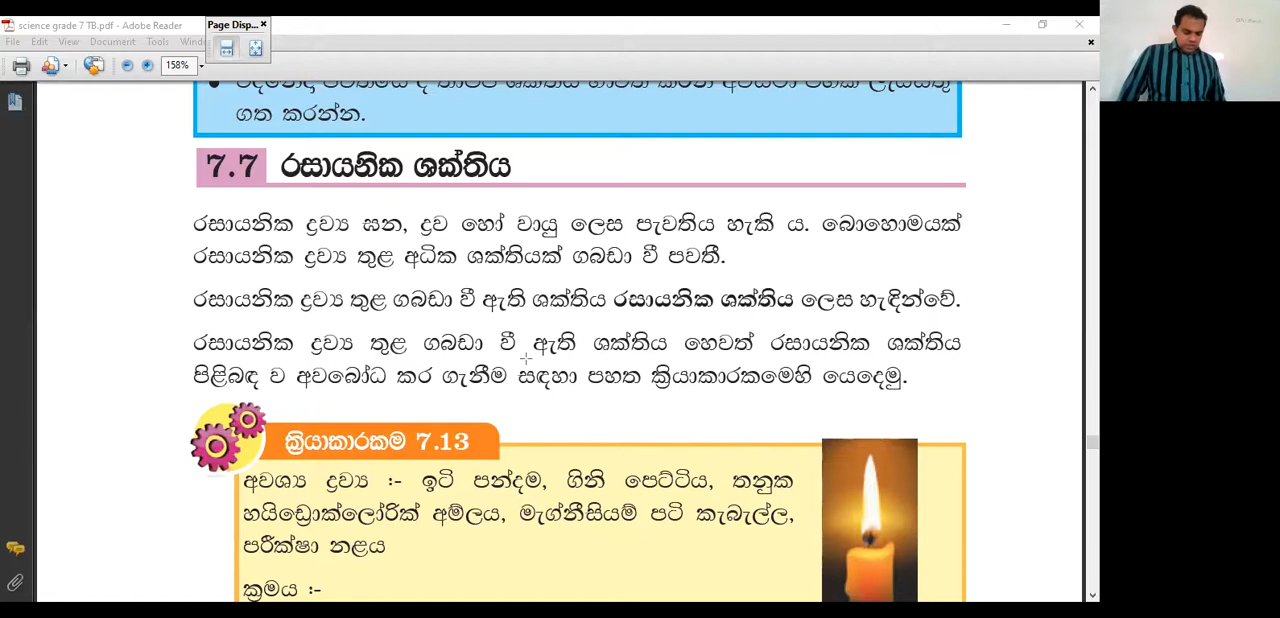 science grade 7 TB.pdf - Adobe Reader
Page Disp...
File Edit View Document Tools Windo
158%
ගත කරන්න.
7.7 රසායනික ශක්තිය
රසායනික ද්‍රව්‍ය ඝන, ද්‍රව හෝ වායු ලෙස පැවතිය හැකි ය. බොහොමයක්
රසායනික ද්‍රව්‍ය තුළ අධික ශක්තියක් ගබඩා වී පවතී.
රසායනික ද්‍රව්‍ය තුළ ගබඩා වී ඇති ශක්තිය රසායනික ශක්තිය ලෙස හැඳින්වේ.
රසායනික ද්‍රව්‍ය තුළ ගබඩා වී ඇති ශක්තිය හෙවත් රසායනික ශක්තිය
පිළිබඳ ව අවබෝධ කර ගැනීම සඳහා පහත ක්‍රියාකාරකමෙහි යෙදෙමු.
ක්‍රියාකාරකම 7.13
අවශ්‍ය ද්‍රව්‍ය :- ඉටි පන්දම, ගිනි පෙට්ටිය, තනුක
හයිඩ්‍රොක්ලෝරික් අම්ලය, මැග්නීසියම් පටි කැබැල්ල,
පරීක්ෂා නළය
ක්‍රමය :-